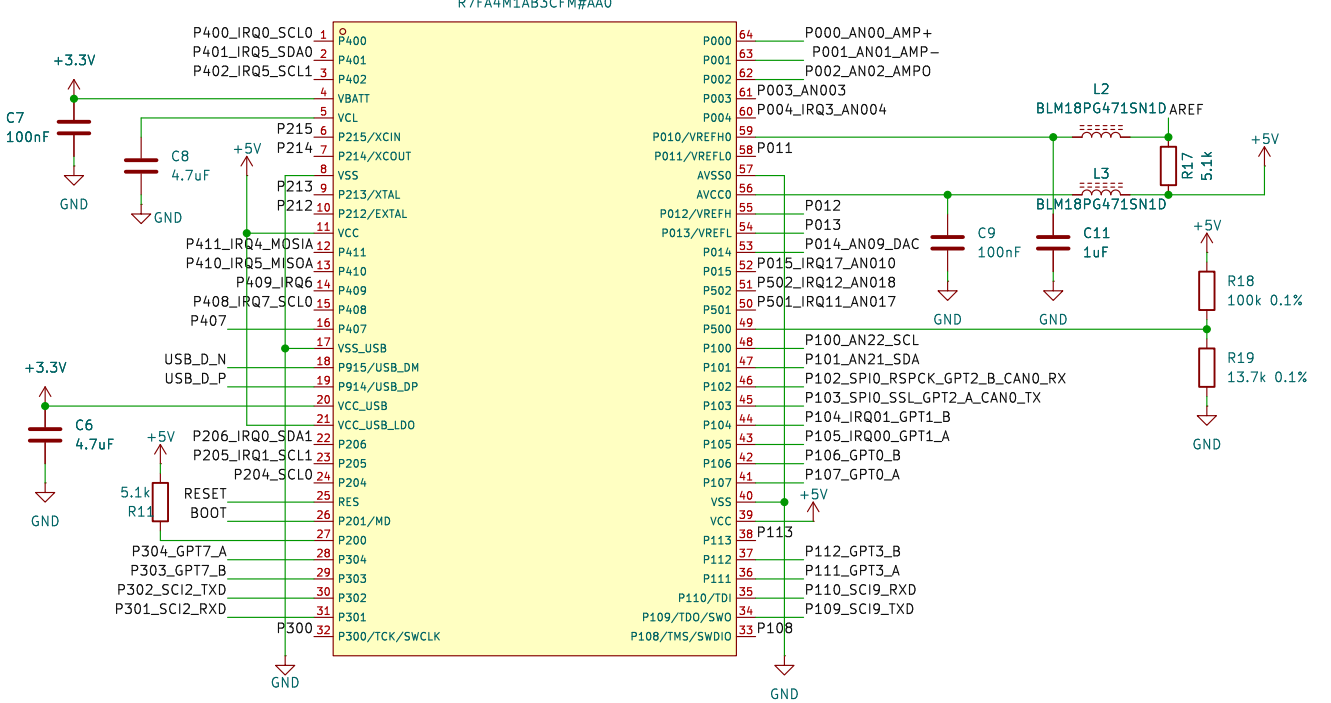 R7FA4M1AB3CFM#AA0
P400_IRQ0_SCL0 1 P400
P401_IRQ5_SDA0 2 P401
P402_IRQ5_SCL1 3 P402
+3.3V
4 VBATT
C7
100nF
GND
5 VCL
C8
4.7uF
GND
P215 6 P215/XCIN
P214 7 P214/XCOUT
+5V
8 VSS
P213 9 P213/XTAL
P212 10 P212/EXTAL
11 VCC
P411_IRQ4_MOSIA 12 P411
P410_IRQ5_MISOA 13 P410
P409_IRQ6 14 P409
P408_IRQ7_SCL0 15 P408
P407 16 P407
17 VSS_USB
USB_D_N 18 P915/USB_DM
USB_D_P 19 P914/USB_DP
+3.3V
20 VCC_USB
C6
4.7uF
GND
21 VCC_USB_LDO
P206_IRQ0_SDA1 22 P206
P205_IRQ1_SCL1 23 P205
P204_SCL0 24 P204
+5V
5.1k
R11
RESET 25 RES
BOOT 26 P201/MD
27 P200
P304_GPT7_A 28 P304
P303_GPT7_B 29 P303
P302_SCI2_TXD 30 P302
P301_SCI2_RXD 31 P301
P300 32 P300/TCK/SWCLK
GND
P000 64 P000_AN00_AMP+
P001 63 P001_AN01_AMP-
P002 62 P002_AN02_AMPO
P003 61 P003_AN003
P004 60 P004_IRQ3_AN004
P010/VREFH0 59
P011/VREFL0 58 P011
AVSS0 57
AVCC0 56
P012/VREFH 55 P012
P013/VREFL 54 P013
P014 53 P014_AN09_DAC
P015 52 P015_IRQ17_AN010
P502 51 P502_IRQ12_AN018
P501 50 P501_IRQ11_AN017
P500 49
P100 48 P100_AN22_SCL
P101 47 P101_AN21_SDA
P102 46 P102_SPI0_RSPCK_GPT2_B_CAN0_RX
P103 45 P103_SPI0_SSL_GPT2_A_CAN0_TX
P104 44 P104_IRQ01_GPT1_B
P105 43 P105_IRQ00_GPT1_A
P106 42 P106_GPT0_B
P107 41 P107_GPT0_A
VSS 40
VCC 39 +5V
P113 38 P113
P112 37 P112_GPT3_B
P111 36 P111_GPT3_A
P110/TDI 35 P110_SCI9_RXD
P109/TDO/SWO 34 P109_SCI9_TXD
P108/TMS/SWDIO 33 P108
GND
L2
BLM18PG471SN1D
AREF
R17
5.1k
+5V
L3
BLM18PG471SN1D
C9
100nF
GND
C11
1uF
GND
+5V
R18
100k 0.1%
R19
13.7k 0.1%
GND